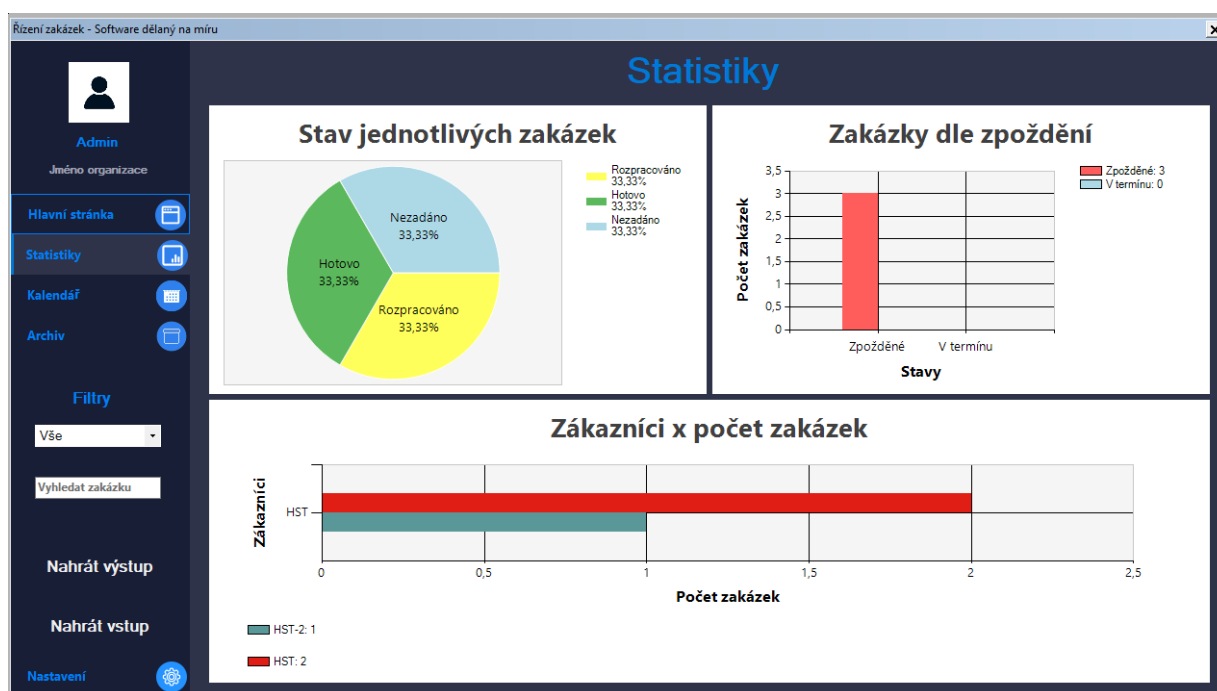 Řízení zakázek - Software dělaný na míru
Admin
Jméno organizace
Hlavní stránka
Statistiky
Kalendář
Archiv
Filtry
Vše
Vyhledat zakázku
Nahrát výstup
Nahrát vstup
Nastavení
Statistiky
Stav jednotlivých zakázek
Nezadáno
33,33%
Hotovo
33,33%
Rozpracováno
33,33%
Rozpracováno
33,33%
Hotovo
33,33%
Nezadáno
33,33%
Zakázky dle zpoždění
Počet zakázek
3,5
3
2,5
2
1,5
1
0,5
0
Zpožděné
V termínu
Stavy
Zpožděné: 3
V termínu: 0
Zákazníci x počet zakázek
Zákazníci
HST
0
0,5
1
1,5
2
2,5
Počet zakázek
HST-2: 1
HST: 2